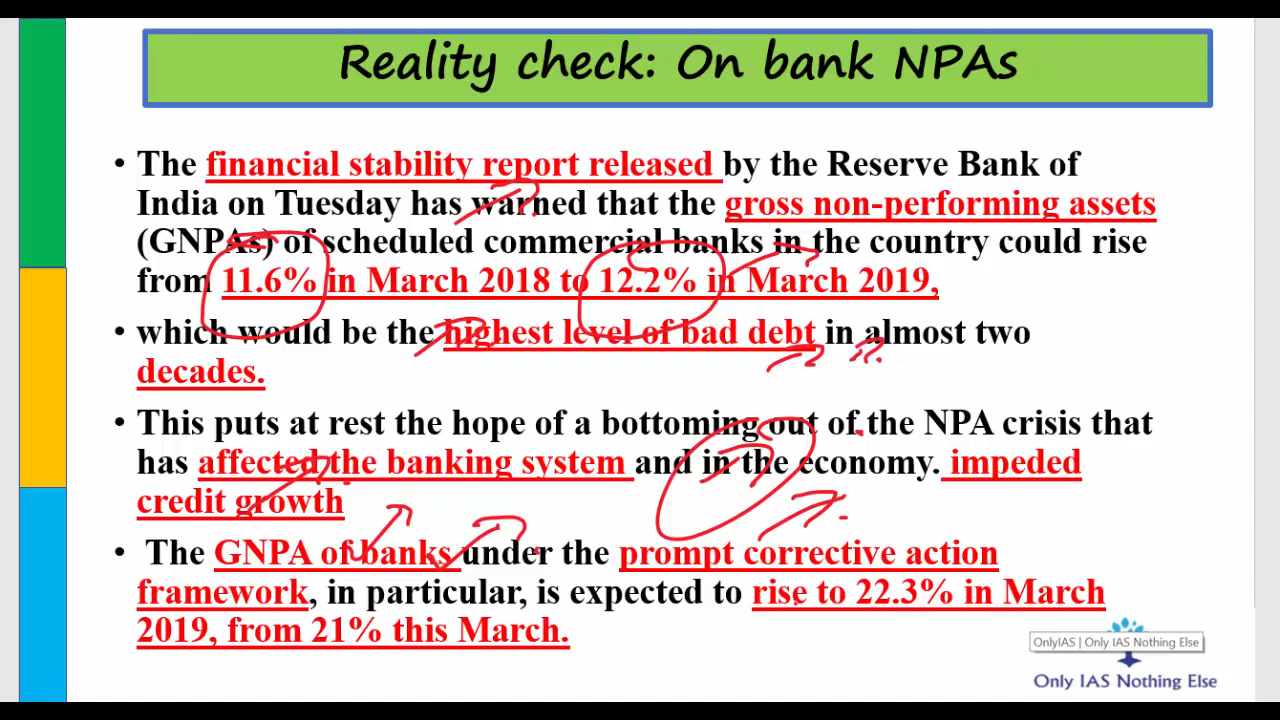 Reality check: On bank NPAs
• The financial stability report released by the Reserve Bank of
India on Tuesday has warned that the gross non-performing assets
(GNPAs) of scheduled commercial banks in the country could rise
from 11.6% in March 2018 to 12.2% in March 2019,
• which would be the highest level of bad debt in almost two
decades.
• This puts at rest the hope of a bottoming out of the NPA crisis that
has affected the banking system and in the economy. impeded
credit growth
• The GNPA of banks under the prompt corrective action
framework, in particular, is expected to rise to 22.3% in March
2019, from 21% this March.
OnlyIAS | Only IAS Nothing Else
Only IAS Nothing Else